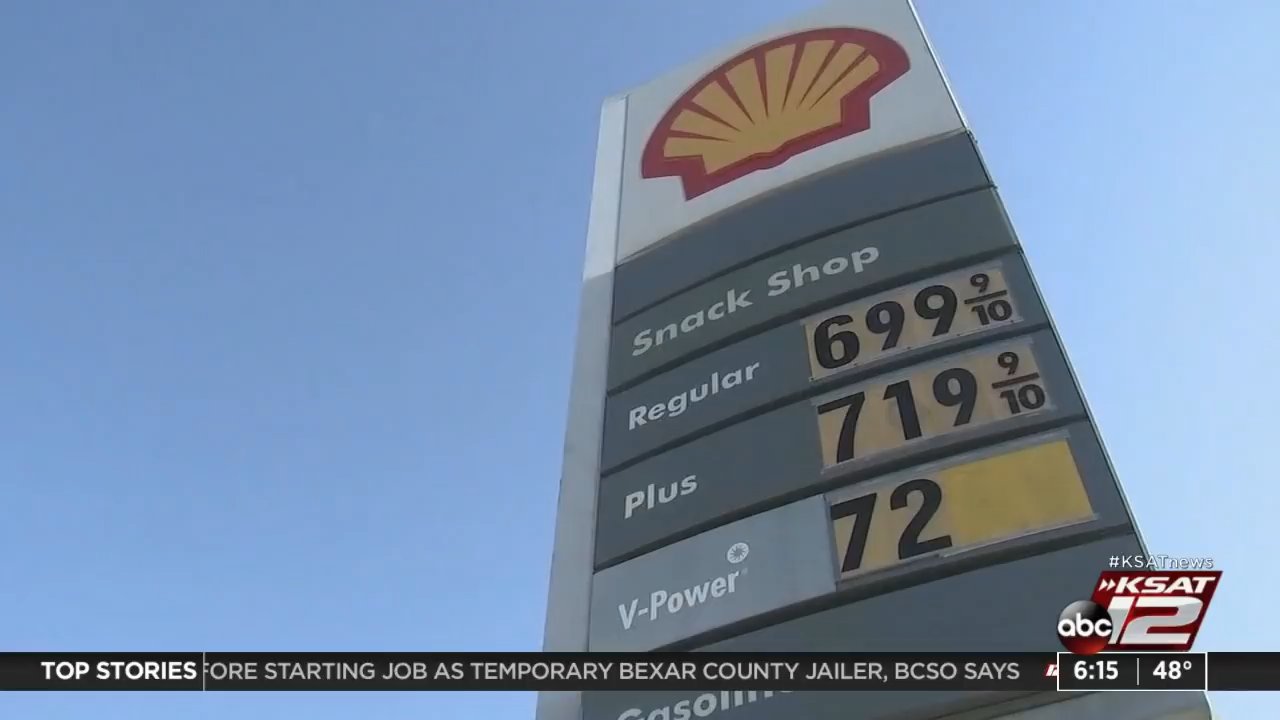 Snack Shop
Regular 699 9/10
Plus 719 9/10
V-Power 72
#KSATnews
KSAT
abc 12
TOP STORIES FORE STARTING JOB AS TEMPORARY BEXAR COUNTY JAILER, BCSO SAYS 6:15 48°